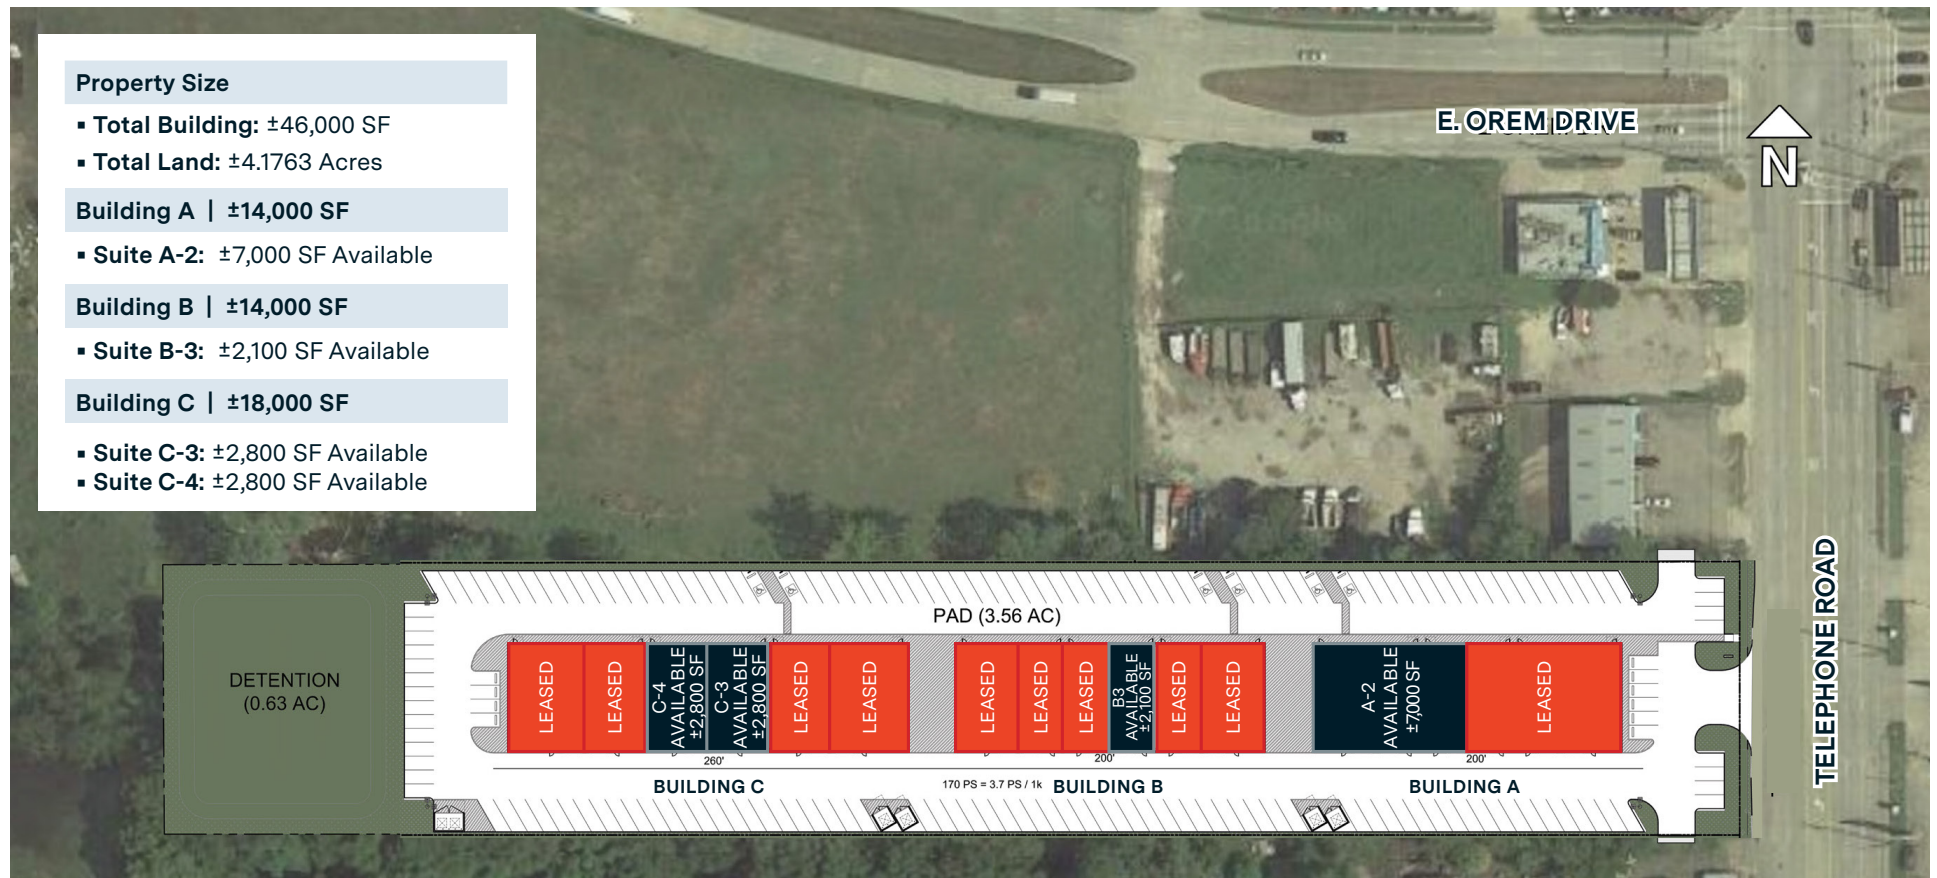 Property Size
▪ Total Building: ±46,000 SF
▪ Total Land: ±4.1763 Acres
Building A | ±14,000 SF
▪ Suite A-2: ±7,000 SF Available
Building B | ±14,000 SF
▪ Suite B-3: ±2,100 SF Available
Building C | ±18,000 SF
▪ Suite C-3: ±2,800 SF Available
▪ Suite C-4: ±2,800 SF Available
E. OREM DRIVE
N
TELEPHONE ROAD
PAD (3.56 AC)
DETENTION
(0.63 AC)
LEASED
LEASED
C-4
AVAILABLE
±2,800 SF
C-3
AVAILABLE
±2,800 SF
LEASED
LEASED
LEASED
LEASED
LEASED
B3
AVAILABLE
±2,100 SF
LEASED
LEASED
A-2
AVAILABLE
±7,000 SF
LEASED
260'
200'
200'
BUILDING C
170 PS = 3.7 PS / 1k
BUILDING B
BUILDING A